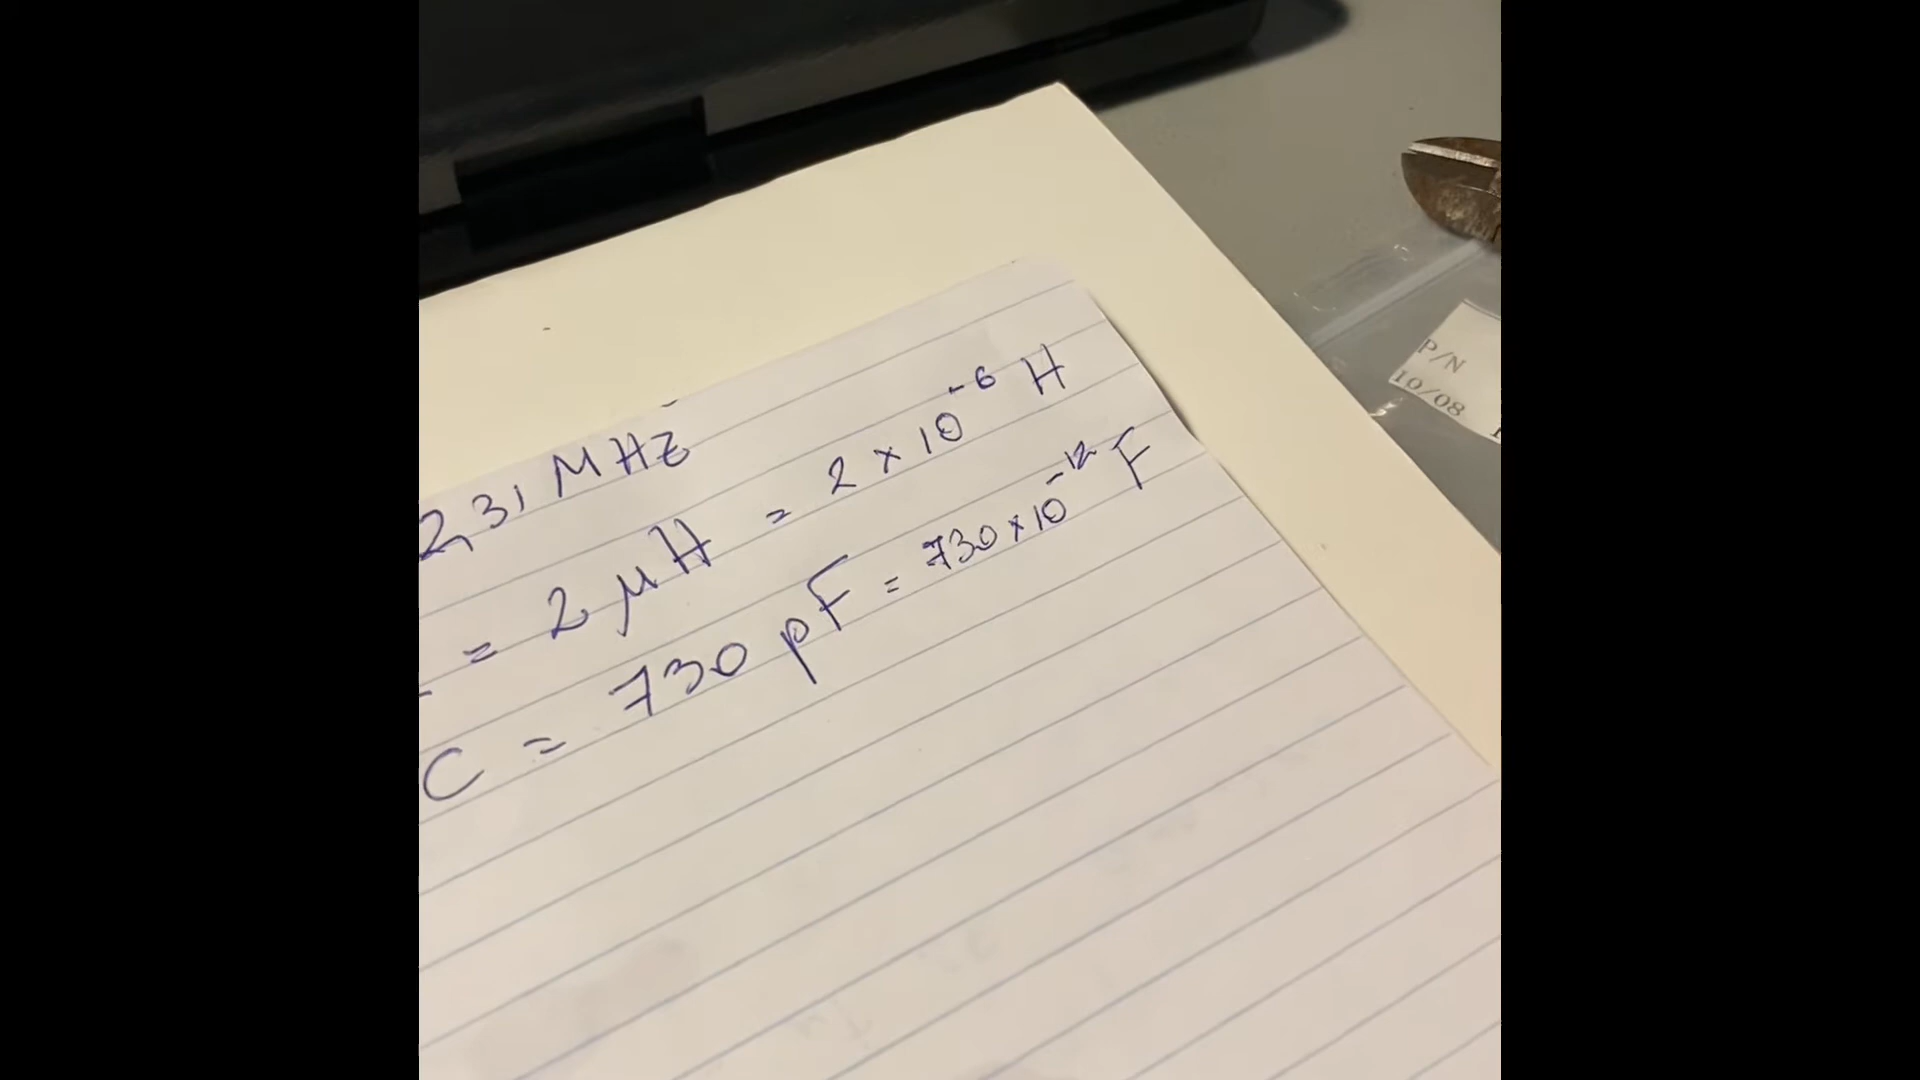 2,31 MHz
= 2 μH = 2 × 10⁻⁶ H
C = 730 pF = 730 × 10⁻¹² F
P/N
10/08